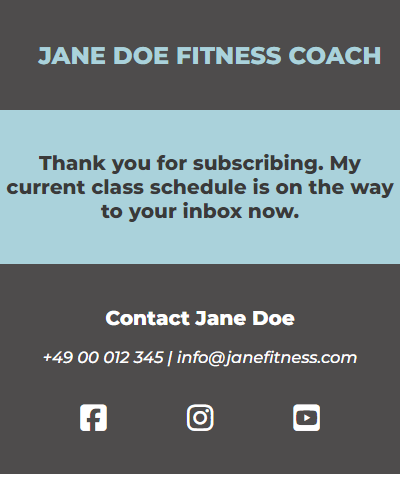 JANE DOE FITNESS COACH
Thank you for subscribing. My
current class schedule is on the way
to your inbox now.
Contact Jane Doe
+49 00 012 345 | info@janefitness.com